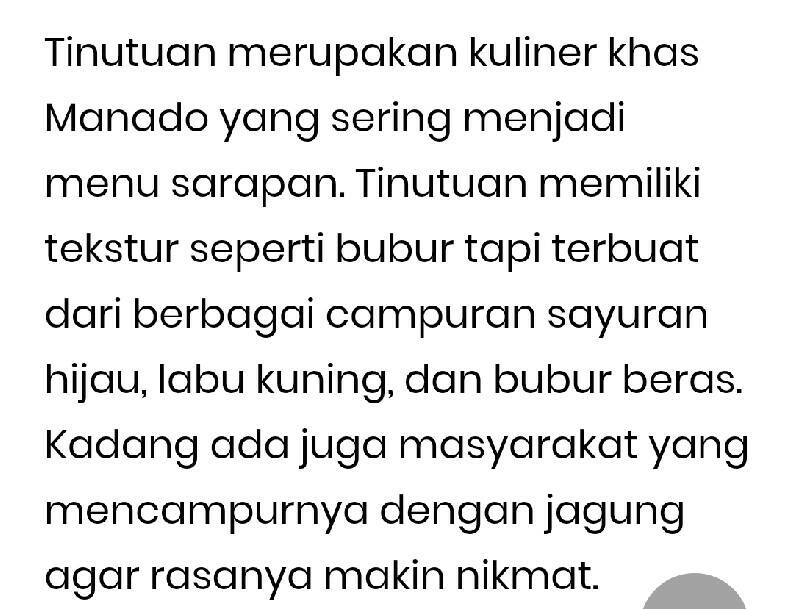 Tinutuan merupakan kuliner khas
Manado yang sering menjadi
menu sarapan. Tinutuan memiliki
tekstur seperti bubur tapi terbuat
dari berbagai campuran sayuran
hijau, labu kuning, dan bubur beras.
Kadang ada juga masyarakat yang
mencampurnya dengan jagung
agar rasanya makin nikmat.